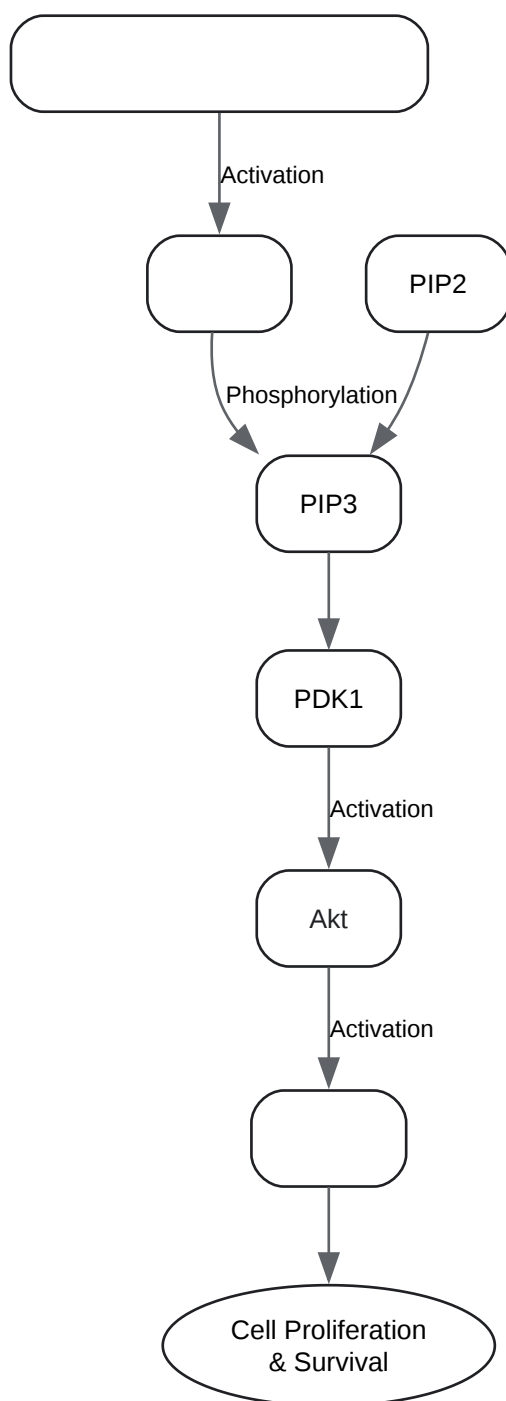 Activation
PIP2
Phosphorylation
PIP3
PDK1
Activation
Akt
Activation
Cell Proliferation
& Survival